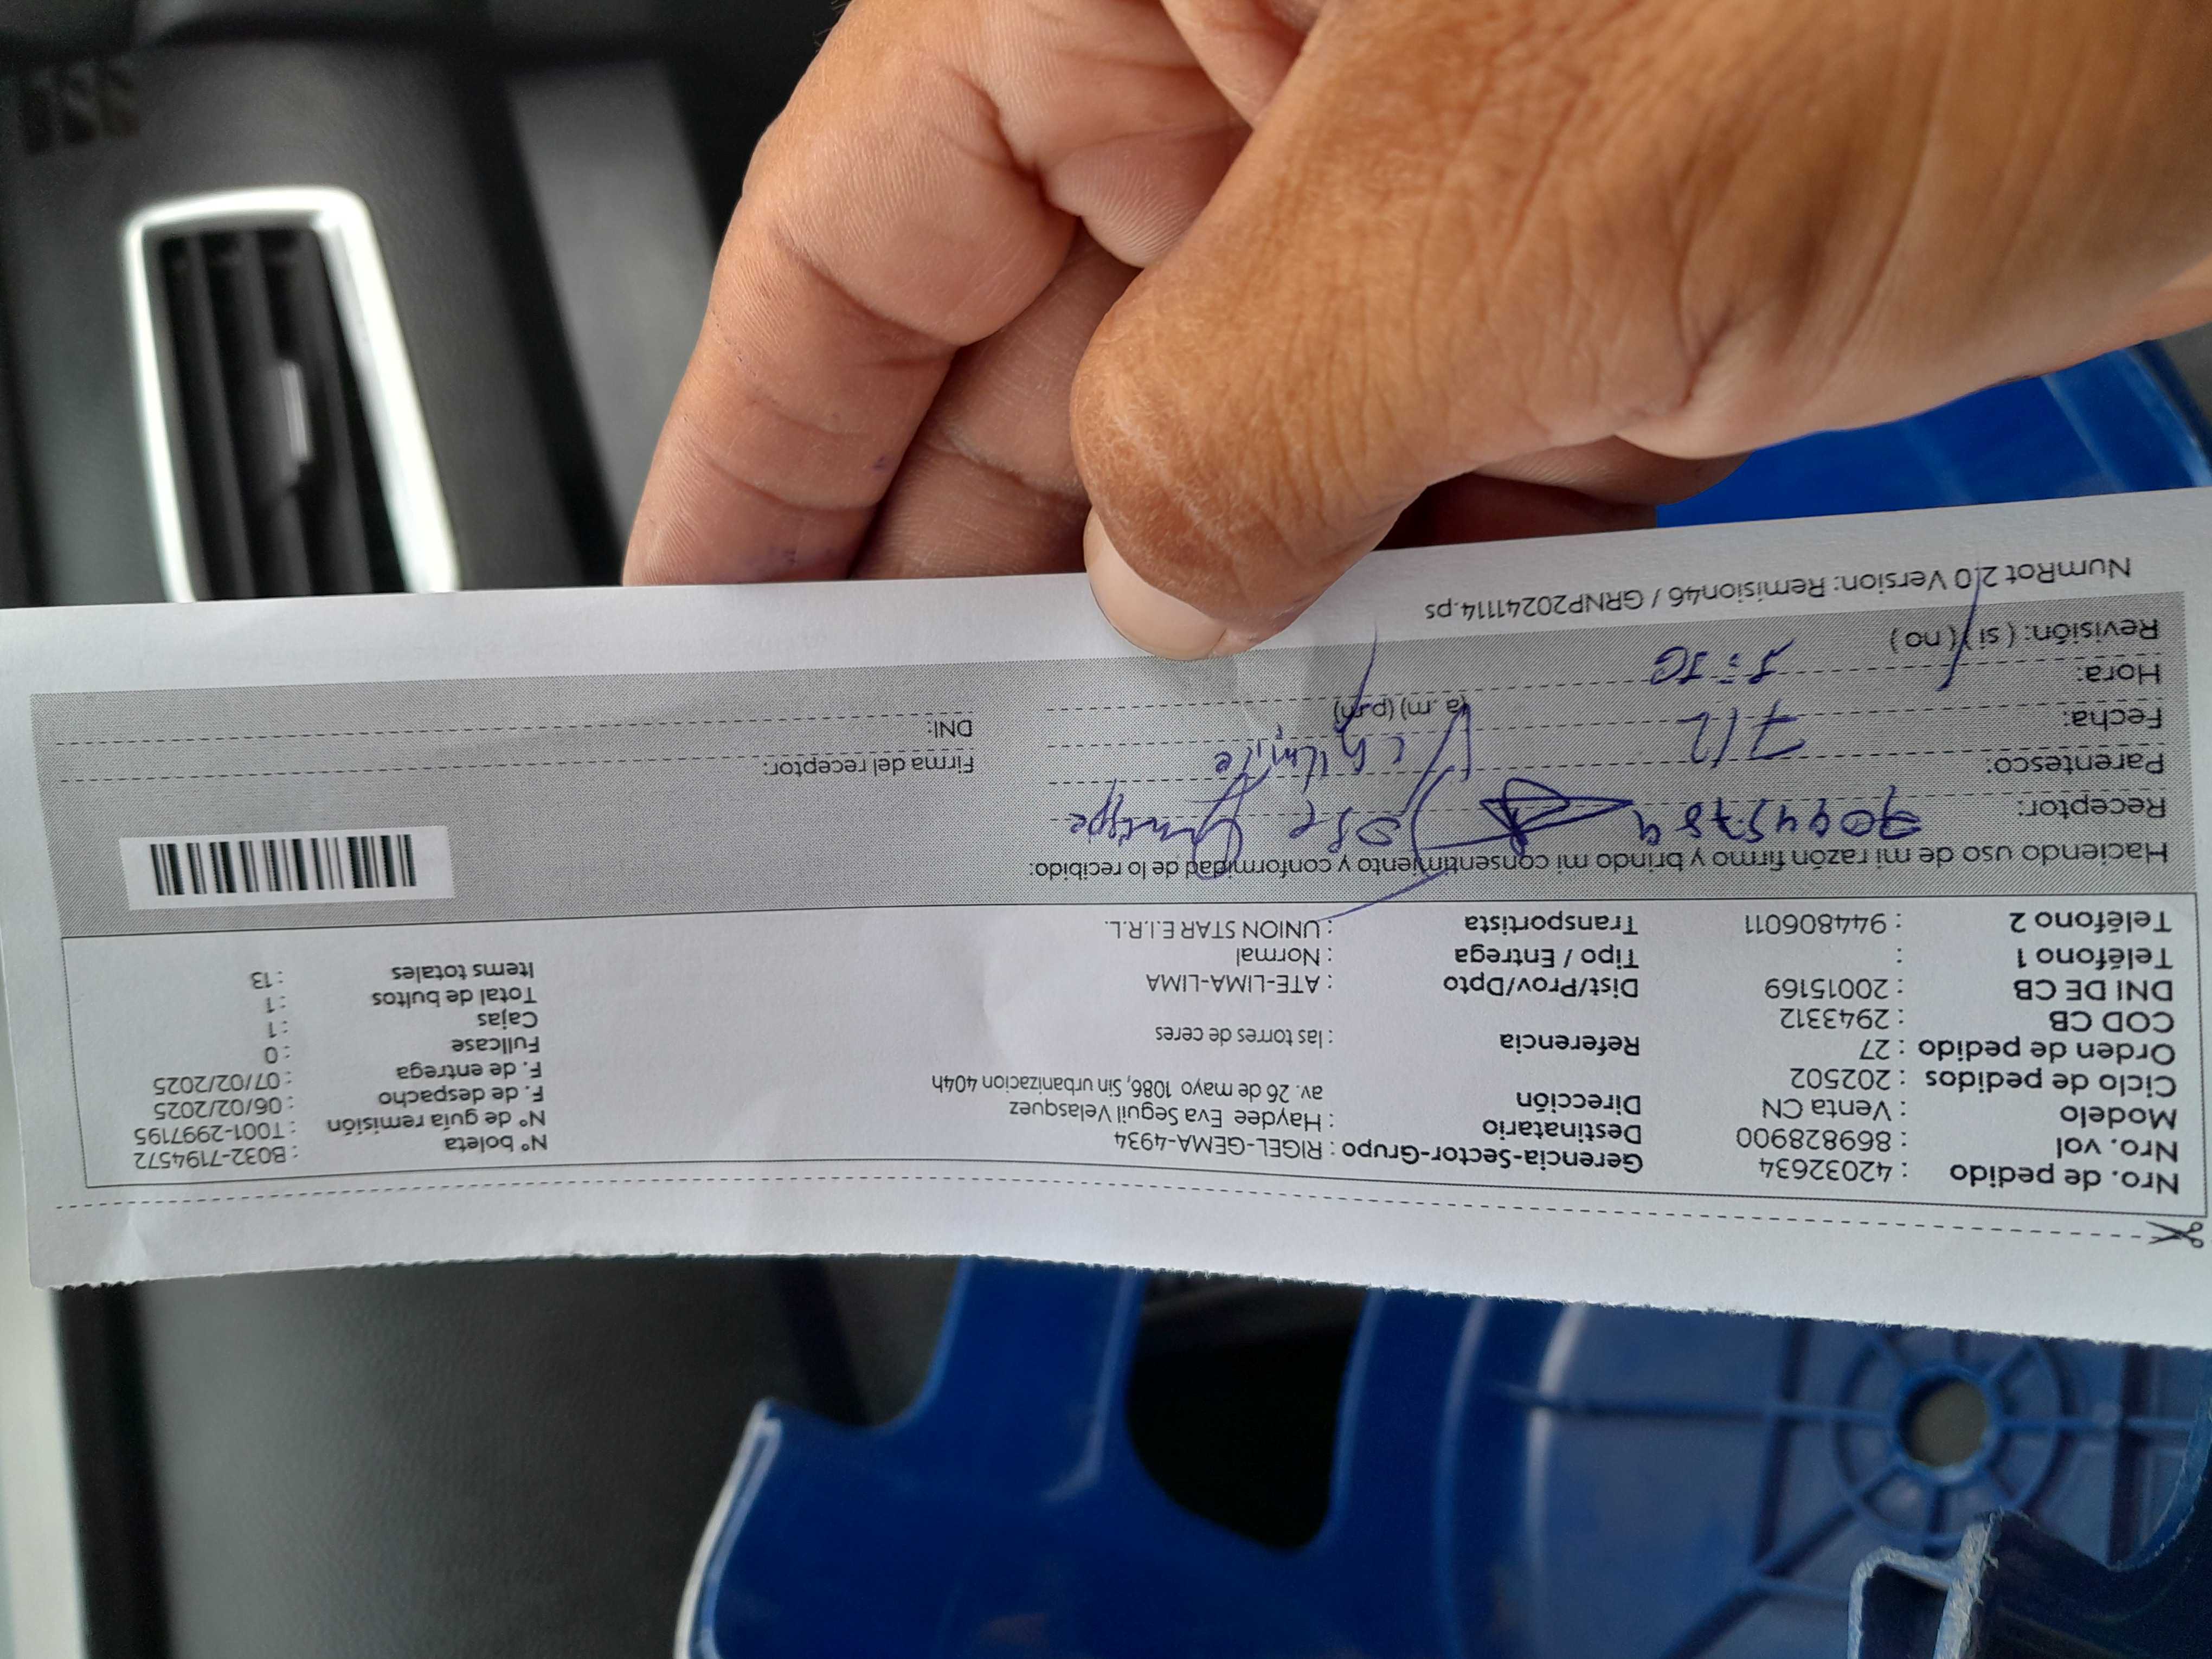 Nro. de pedido : 42032634 Gerencia-Sector-Grupo : RIGEL-GEMA-4934 N° boleta : B032-7194572
Nro. vol : 869828900 Destinatario : Haydee Eva Seguil Velasquez N° de guía remisión : T001-2997195
Modelo : Venta CN Dirección av. 26 de mayo 1086, Sin urbanizacion 404h F. de despacho : 06/02/2025
Ciclo de pedidos : 202502 F. de entrega : 07/02/2025
Orden de pedido : 27 Referencia : las torres de ceres Fullcase : 0
COD CB : 2943312 Cajas : 1
DNI DE CB : 20015169 Dist/Prov/Dpto : ATE-LIMA-LIMA Total de bultos : 1
Teléfono 1 : Tipo / Entrega : Normal Items totales : 13
Teléfono 2 : 944806011 Transportista : UNION STAR E.I.R.L.
Haciendo uso de mi razón firmo y brindo mi consentimiento y conformidad de lo recibido:
Receptor: José
Parentesco: Firma del receptor:
Fecha: 7/2 (a.m) (p.m) DNI:
Hora:
Revisión: ( si ) ( no )
NumRot 2.0 Version: Remision46 / GRNP20241114.ps